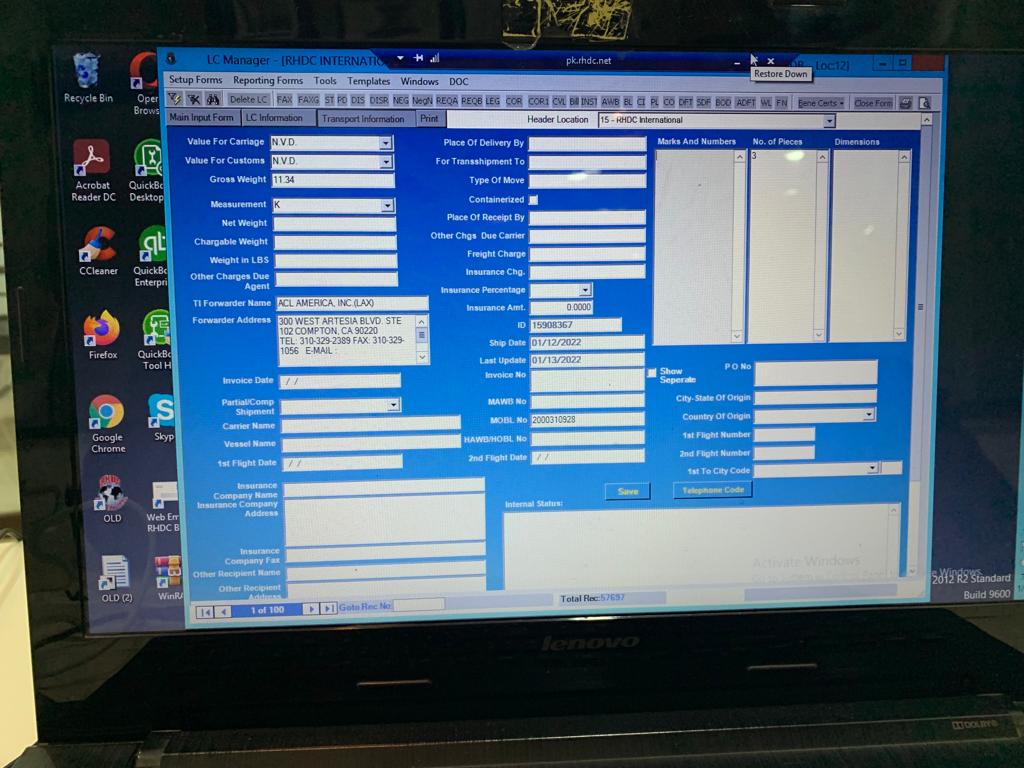 LC Manager - [RHDC INTERNATIO
pk.rhdc.net
Loc:12]
Restore Down
Setup Forms Reporting Forms Tools Templates Windows DOC
Delete LC FAX FAXG ST PD DIS DISR NEG NegN REQA REQB LEG COR COR1 CVL Bill INST AWB BL CI PL CO DFT SDF BOD ADFT WL FN Bene Certs Close Form
Main Input Form LC Information Transport Information Print Header Location 15 - RHDC International
Value For Carriage N.V.D.
Value For Customs N.V.D.
Gross Weight 11.34
Measurement K
Net Weight
Chargable Weight
Weight in LBS
Other Charges Due
Agent
TI Forwarder Name ACL AMERICA, INC.(LAX)
Forwarder Address 300 WEST ARTESIA BLVD. STE
102 COMPTON, CA 90220
TEL: 310-329-2389 FAX: 310-329-
1056 E-MAIL :
Invoice Date / /
Partial/Comp
Shipment
Carrier Name
Vessel Name
1st Flight Date / /
Place Of Delivery By
For Transshipment To
Type Of Move
Containerized
Place Of Receipt By
Other Chgs Due Carrier
Freight Charge
Insurance Chg.
Insurance Percentage
Insurance Amt. 0.0000
ID 15908367
Ship Date 01/12/2022
Last Update 01/13/2022
Invoice No
Show
Seperate
MAWB No
MOBL No 2000310928
HAWB/HOBL No
2nd Flight Date / /
Marks And Numbers No. of Pieces Dimensions
3
P O No
City-State Of Origin
Country Of Origin
1st Flight Number
2nd Flight Number
1st To City Code
Save Telephone Code
Insurance
Company Name
Insurance Company
Address
Insurance
Company Fax
Other Recipient Name
Other Recipient
Address
Internal Status:
Activate Windows
1 of 100 Goto Rec No Total Rec:57697
Windows.
2012 R2 Standard
Build 9600
Recycle Bin
Oper
Brows
Acrobat
Reader DC
QuickBo
Desktop
CCleaner
QuickBo
Enterpri
Firefox
QuickBo
Tool H
Google
Chrome
Skyp
OLD
Web Em
RHDC B
OLD (2)
WinRA
lenovo
DOLBY